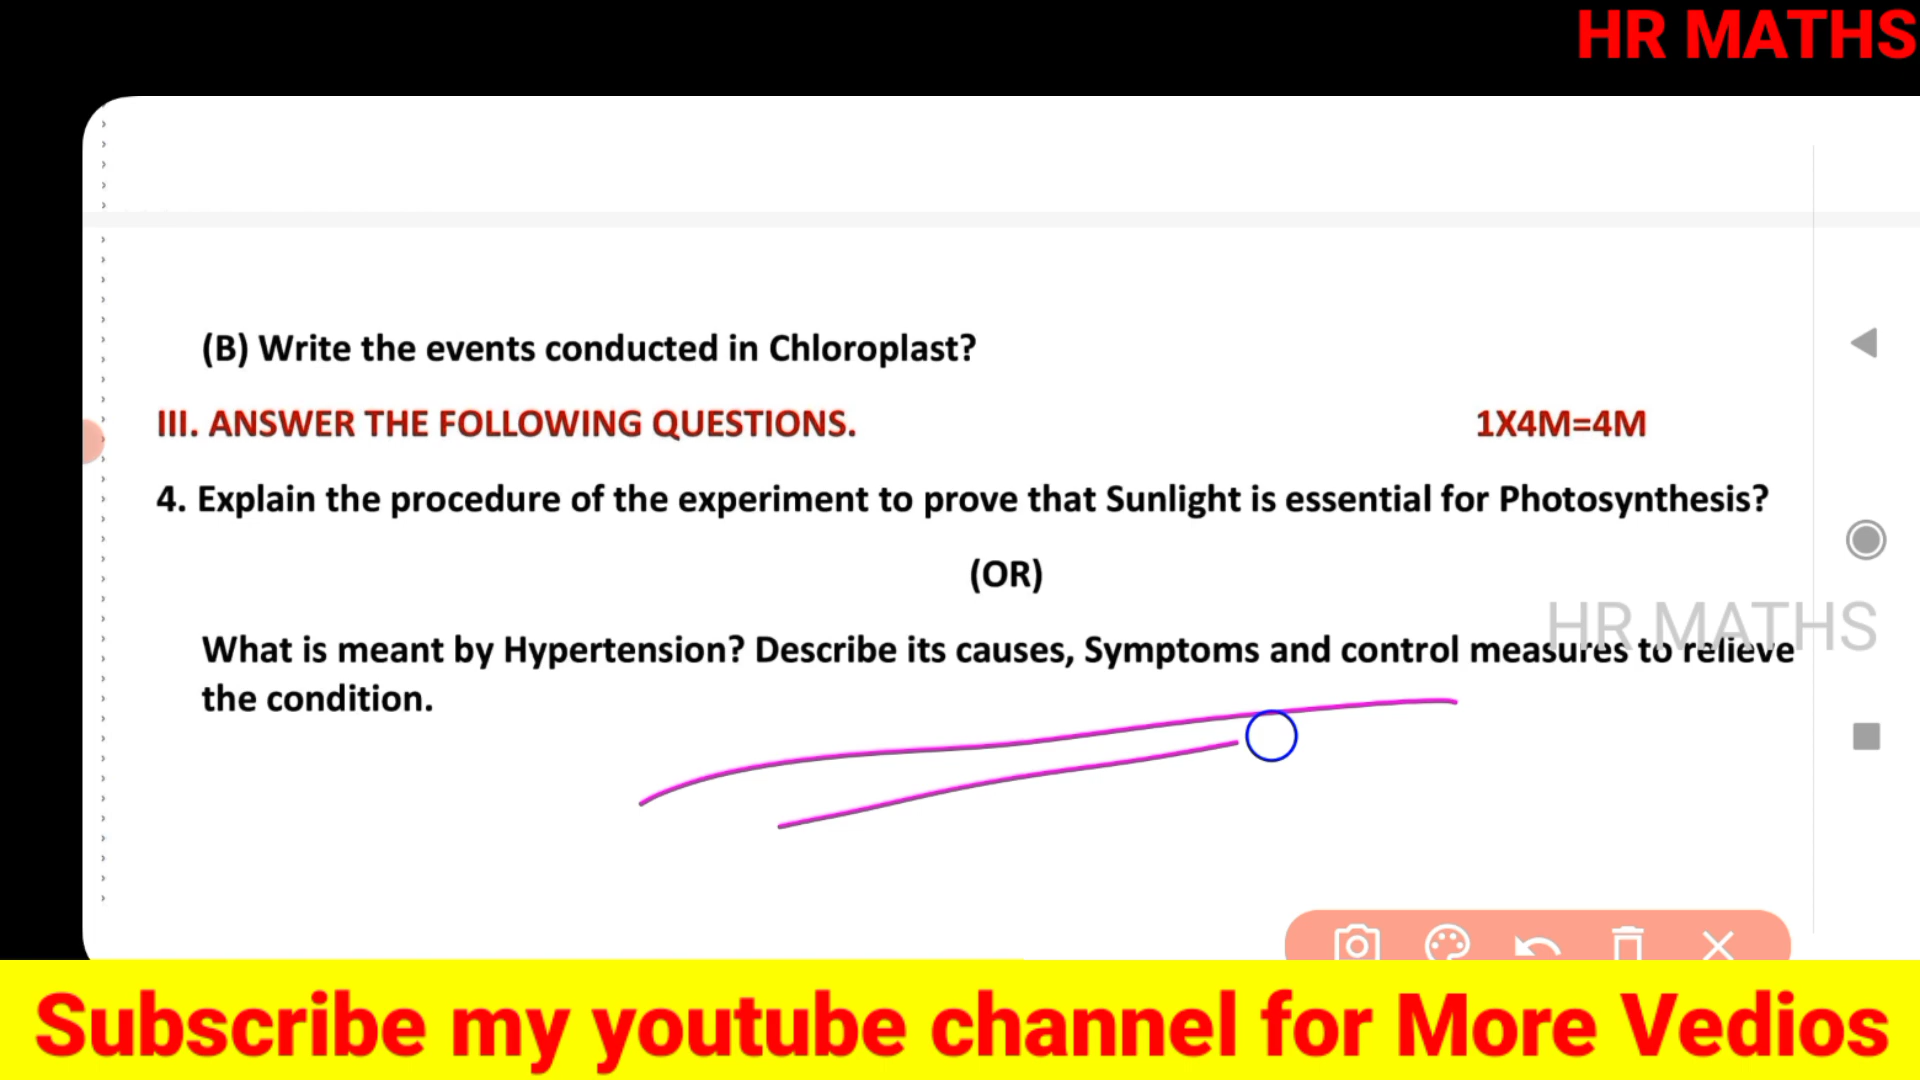 HR MATHS
(B) Write the events conducted in Chloroplast?
III. ANSWER THE FOLLOWING QUESTIONS. 1X4M=4M
4. Explain the procedure of the experiment to prove that Sunlight is essential for Photosynthesis?
(OR)
HR MATHS
What is meant by Hypertension? Describe its causes, Symptoms and control measures to relieve
the condition.
Subscribe my youtube channel for More Vedios